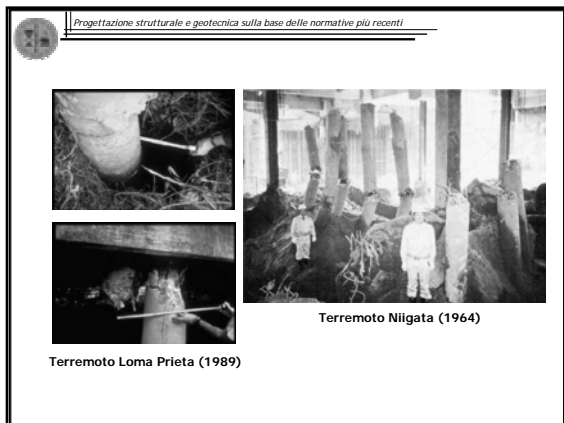 Progettazione strutturale e geotecnica sulla base delle normative più recenti
Terremoto Niigata (1964)
Terremoto Loma Prieta (1989)